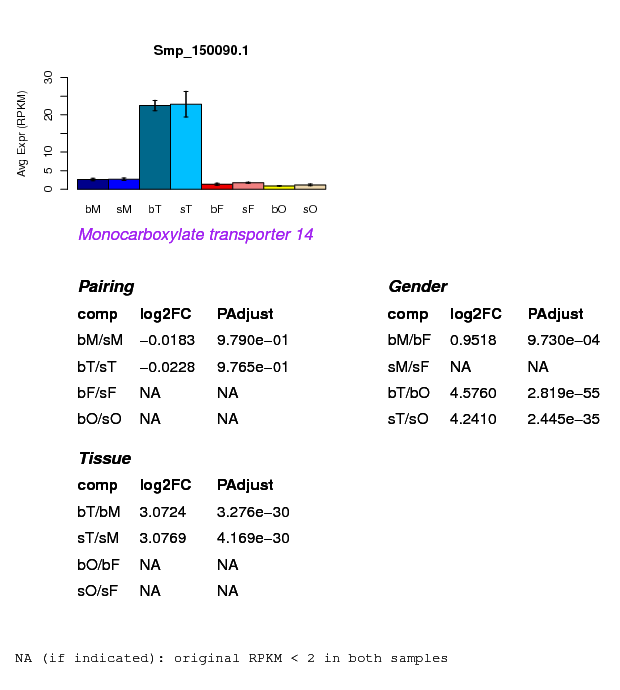 Smp_150090.1
Avg Expr (RPKM)
0 5 10 20 30
bM sM bT sT bF sF bO sO
Monocarboxylate transporter 14
Pairing
comp log2FC PAdjust
bM/sM −0.0183 9.790e−01
bT/sT −0.0228 9.765e−01
bF/sF NA NA
bO/sO NA NA
Gender
comp log2FC PAdjust
bM/bF 0.9518 9.730e−04
sM/sF NA NA
bT/bO 4.5760 2.819e−55
sT/sO 4.2410 2.445e−35
Tissue
comp log2FC PAdjust
bT/bM 3.0724 3.276e−30
sT/sM 3.0769 4.169e−30
bO/bF NA NA
sO/sF NA NA
NA (if indicated): original RPKM < 2 in both samples